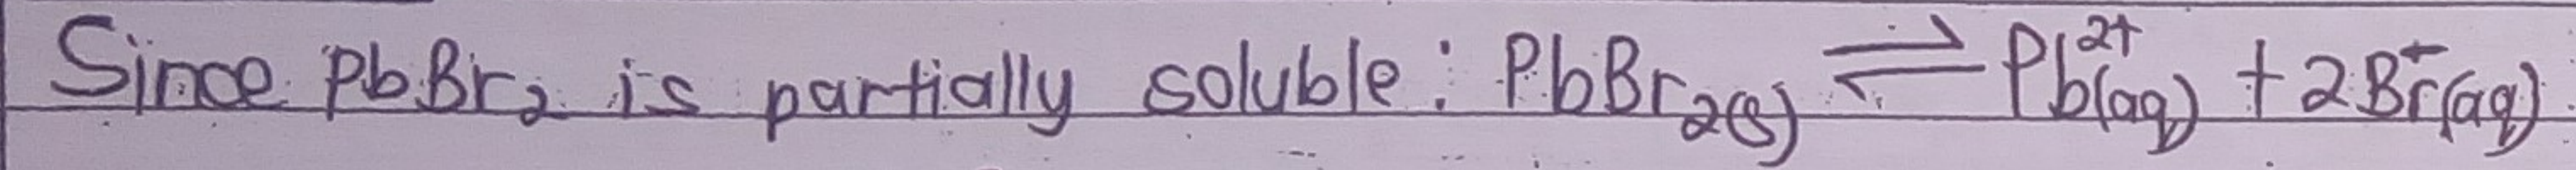 Since PbBr₂ is partially soluble: PbBr₂(s) ⇌ Pb²⁺(aq) + 2Br⁻(aq)